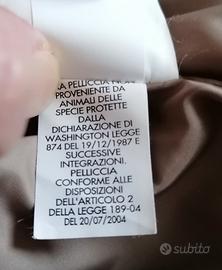 LA PELLICCIA NON
PROVENIENTE DA
ANIMALI DELLE
SPECIE PROTETTE
DALLA
DICHIARAZIONE DI
WASHINGTON LEGGE
874 DEL 19/12/1987 E
SUCCESSIVE
INTEGRAZIONI.
PELLICCIA
CONFORME ALLE
DISPOSIZIONI
DELL'ARTICOLO 2
DELLA LEGGE 189-04
DEL 20/07/2004
subito